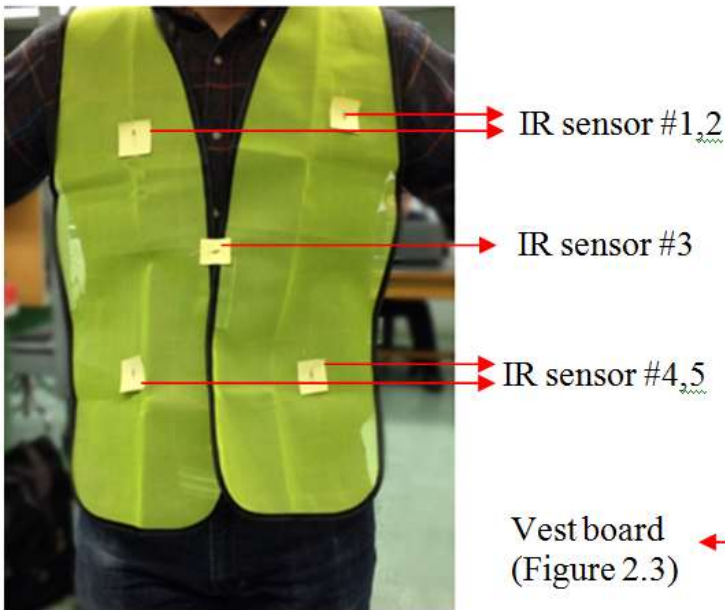 IR sensor #1,2
IR sensor #3
IR sensor #4,5
Vest board
(Figure 2.3)